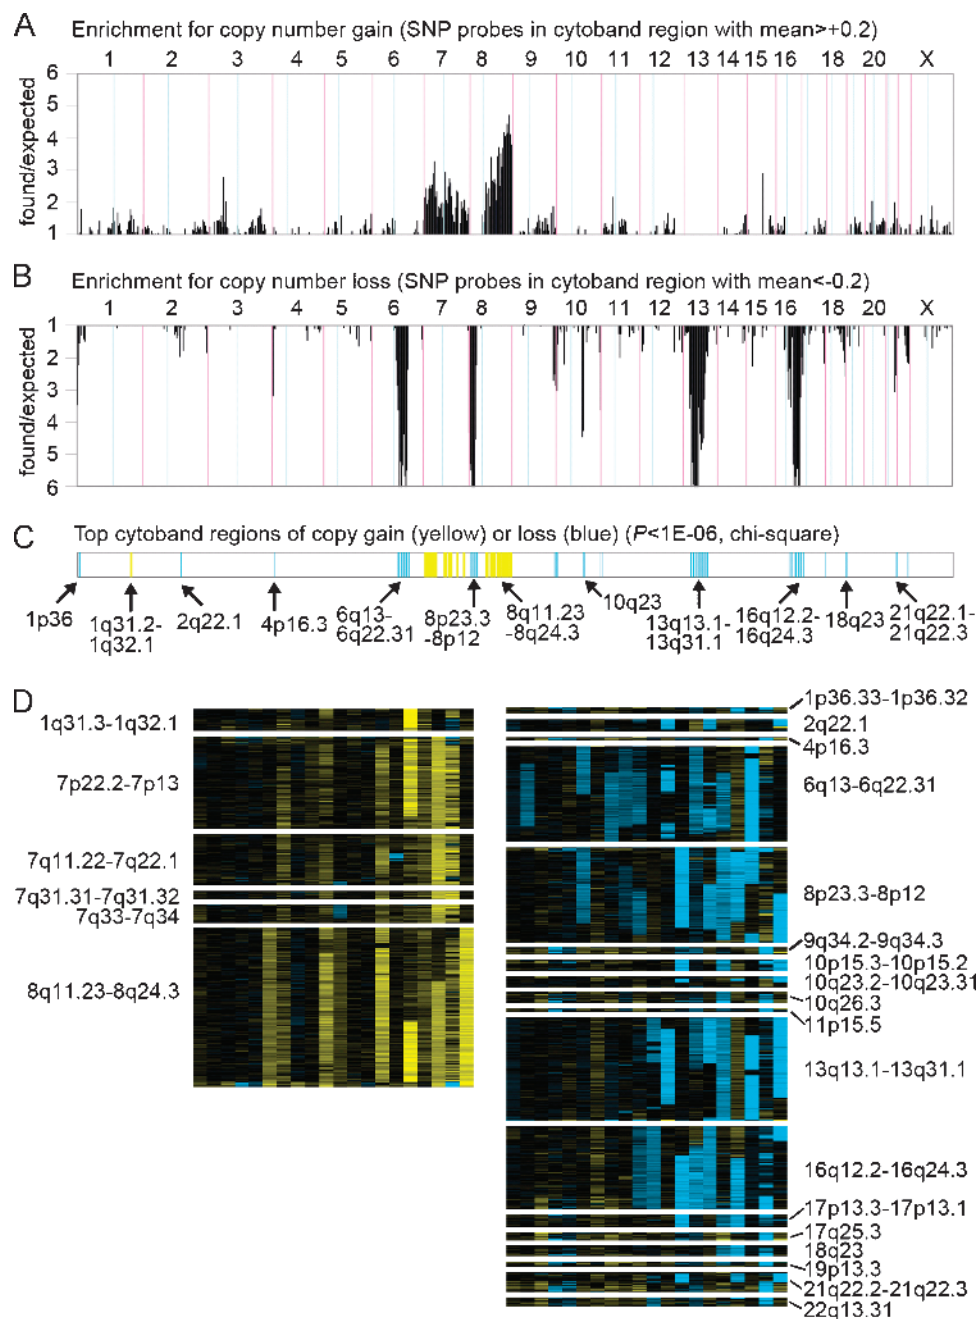 A Enrichment for copy number gain (SNP probes in cytoband region with mean>+0.2)
1 2 3 4 5 6 7 8 9 10 11 12 13 14 15 16 18 20 X
6
5
4
3
2
1
found/expected
B Enrichment for copy number loss (SNP probes in cytoband region with mean<-0.2)
1 2 3 4 5 6 7 8 9 10 11 12 13 14 15 16 18 20 X
1
2
3
4
5
6
found/expected
C Top cytoband regions of copy gain (yellow) or loss (blue) (P<1E-06, chi-square)
1p36
1q31.2-
1q32.1
2q22.1
4p16.3
6q13-
6q22.31
8p23.3
-8p12
8q11.23
-8q24.3
10q23
13q13.1-
13q31.1
16q12.2-
16q24.3
18q23
21q22.1-
21q22.3
D
1q31.3-1q32.1
7p22.2-7p13
7q11.22-7q22.1
7q31.31-7q31.32
7q33-7q34
8q11.23-8q24.3
1p36.33-1p36.32
2q22.1
4p16.3
6q13-6q22.31
8p23.3-8p12
9q34.2-9q34.3
10p15.3-10p15.2
10q23.2-10q23.31
10q26.3
11p15.5
13q13.1-13q31.1
16q12.2-16q24.3
17p13.3-17p13.1
17q25.3
18q23
19p13.3
21q22.2-21q22.3
22q13.31